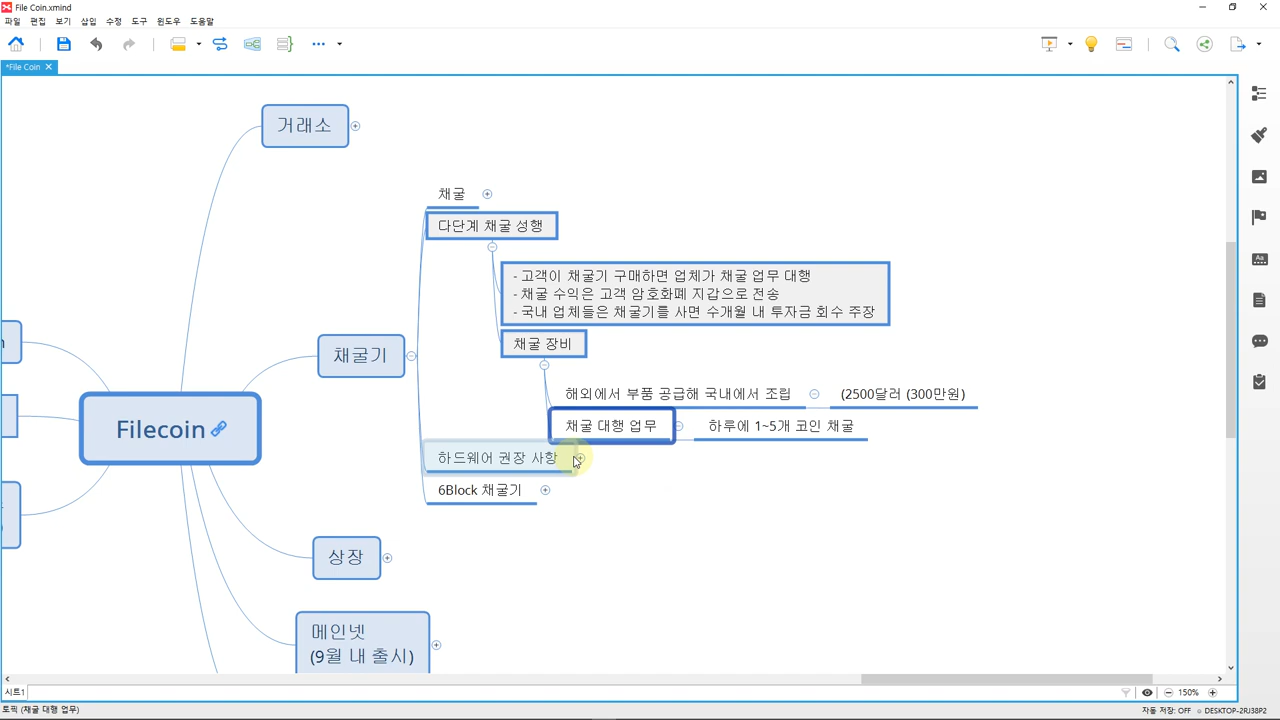 File Coin.xmind
파일 편집 보기 삽입 수정 도구 윈도우 도움말
*File Coin
거래소
채굴
다단계 채굴 성행
- 고객이 채굴기 구매하면 업체가 채굴 업무 대행
- 채굴 수익은 고객 암호화폐 지갑으로 전송
- 국내 업체들은 채굴기를 사면 수개월 내 투자금 회수 주장
채굴 장비
채굴기
해외에서 부품 공급해 국내에서 조립
(2500달러 (300만원)
채굴 대행 업무
하루에 1~5개 코인 채굴
Filecoin
하드웨어 권장 사항
6Block 채굴기
상장
메인넷
(9월 내 출시)
시트1
150%
토픽 (채굴 대행 업무)
자동 저장: OFF
DESKTOP-2RJ38P2